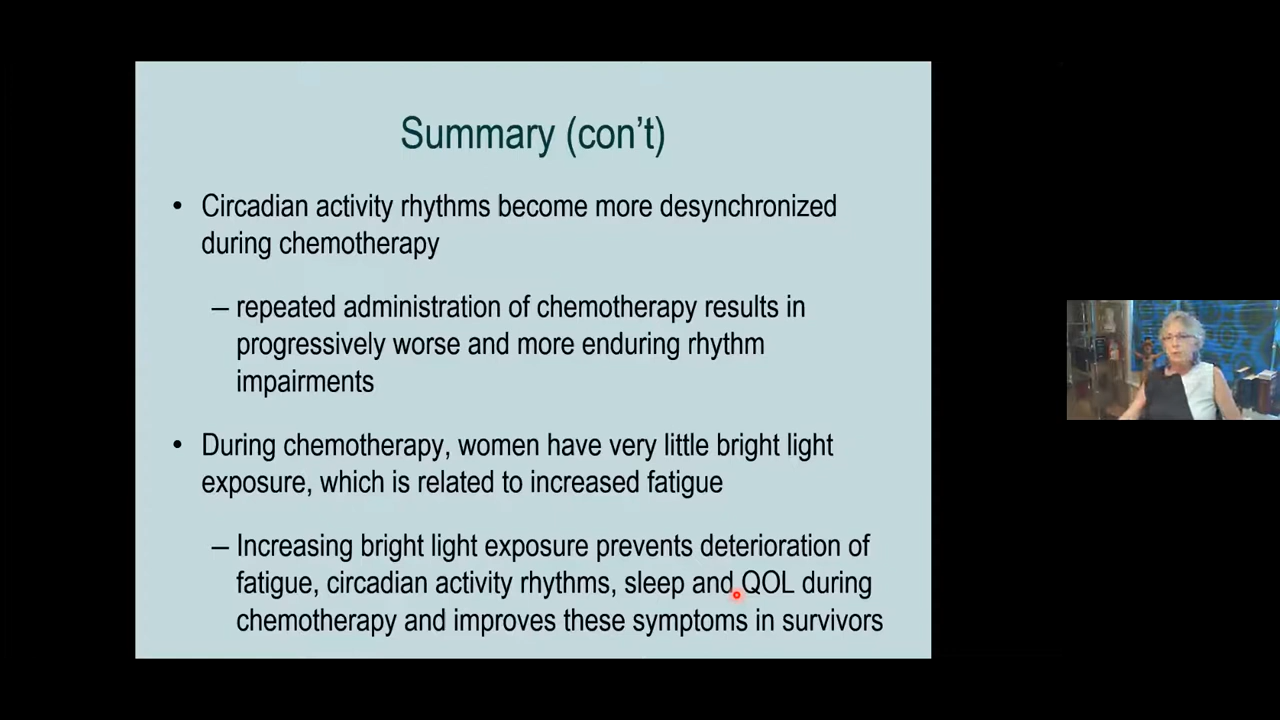 Summary (con’t)
• Circadian activity rhythms become more desynchronized
during chemotherapy
– repeated administration of chemotherapy results in
progressively worse and more enduring rhythm
impairments
• During chemotherapy, women have very little bright light
exposure, which is related to increased fatigue
– Increasing bright light exposure prevents deterioration of
fatigue, circadian activity rhythms, sleep and QOL during
chemotherapy and improves these symptoms in survivors